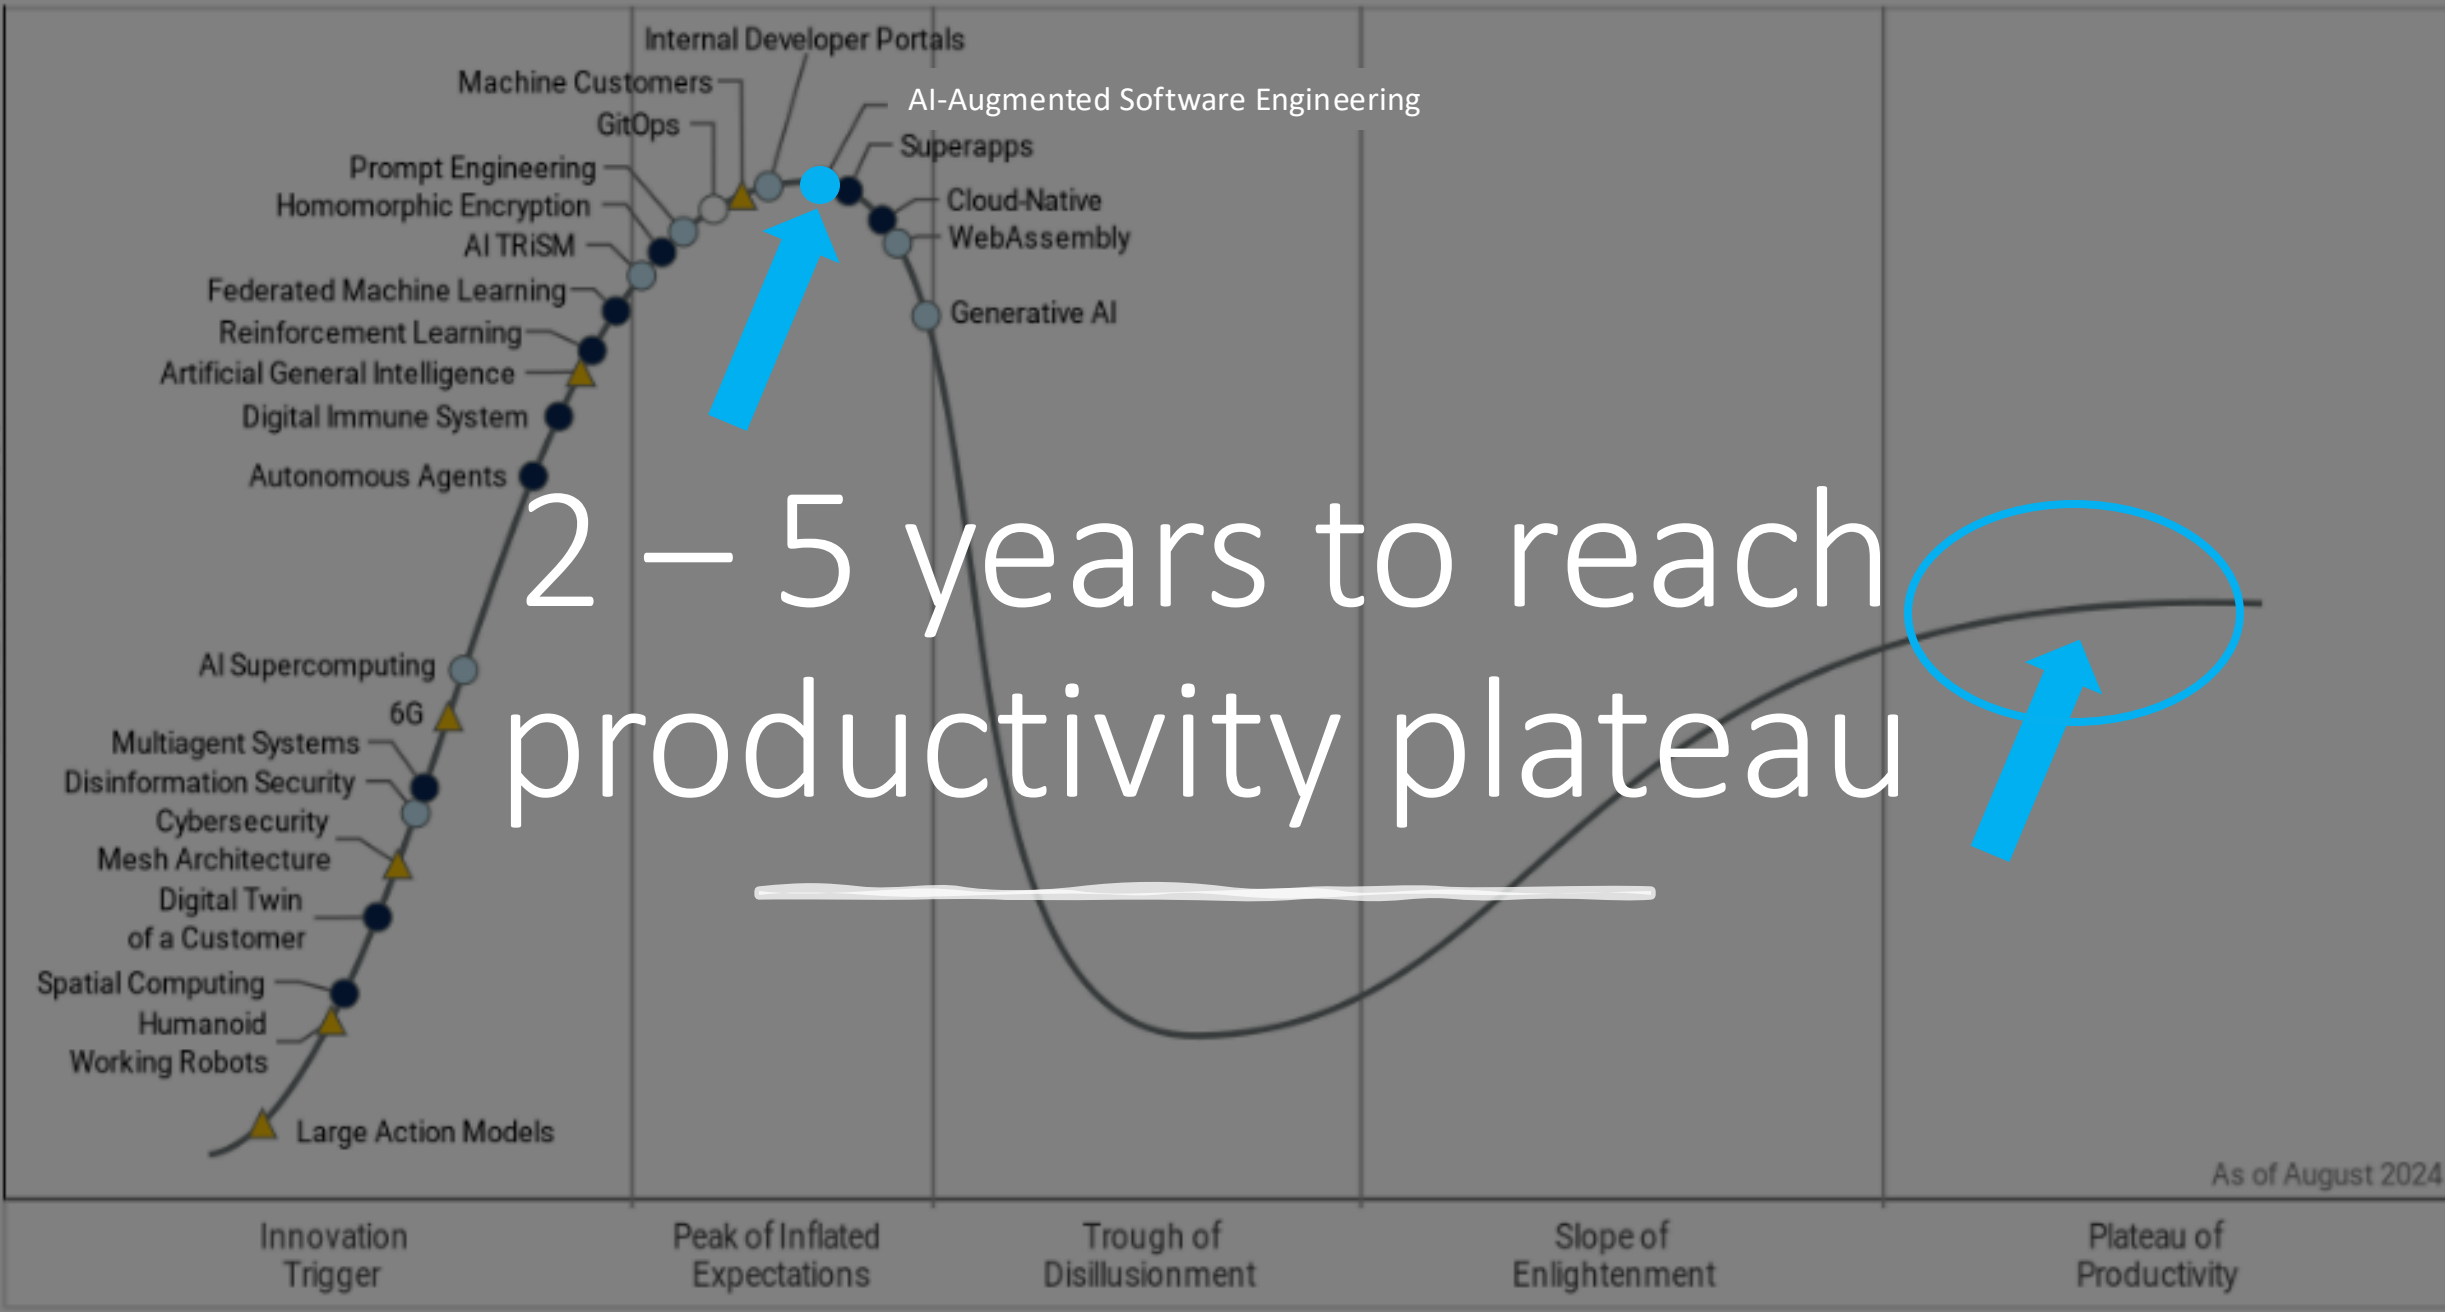 Internal Developer Portals
Machine Customers
AI-Augmented Software Engineering
GitOps
Superapps
Prompt Engineering
Cloud-Native
Homomorphic Encryption
WebAssembly
AI TRiSM
Federated Machine Learning
Generative AI
Reinforcement Learning
Artificial General Intelligence
Digital Immune System
Autonomous Agents
2 – 5 years to reach
productivity plateau
AI Supercomputing
6G
Multiagent Systems
Disinformation Security
Cybersecurity
Mesh Architecture
Digital Twin
of a Customer
Spatial Computing
Humanoid
Working Robots
Large Action Models
As of August 2024
Innovation
Trigger
Peak of Inflated
Expectations
Trough of
Disillusionment
Slope of
Enlightenment
Plateau of
Productivity